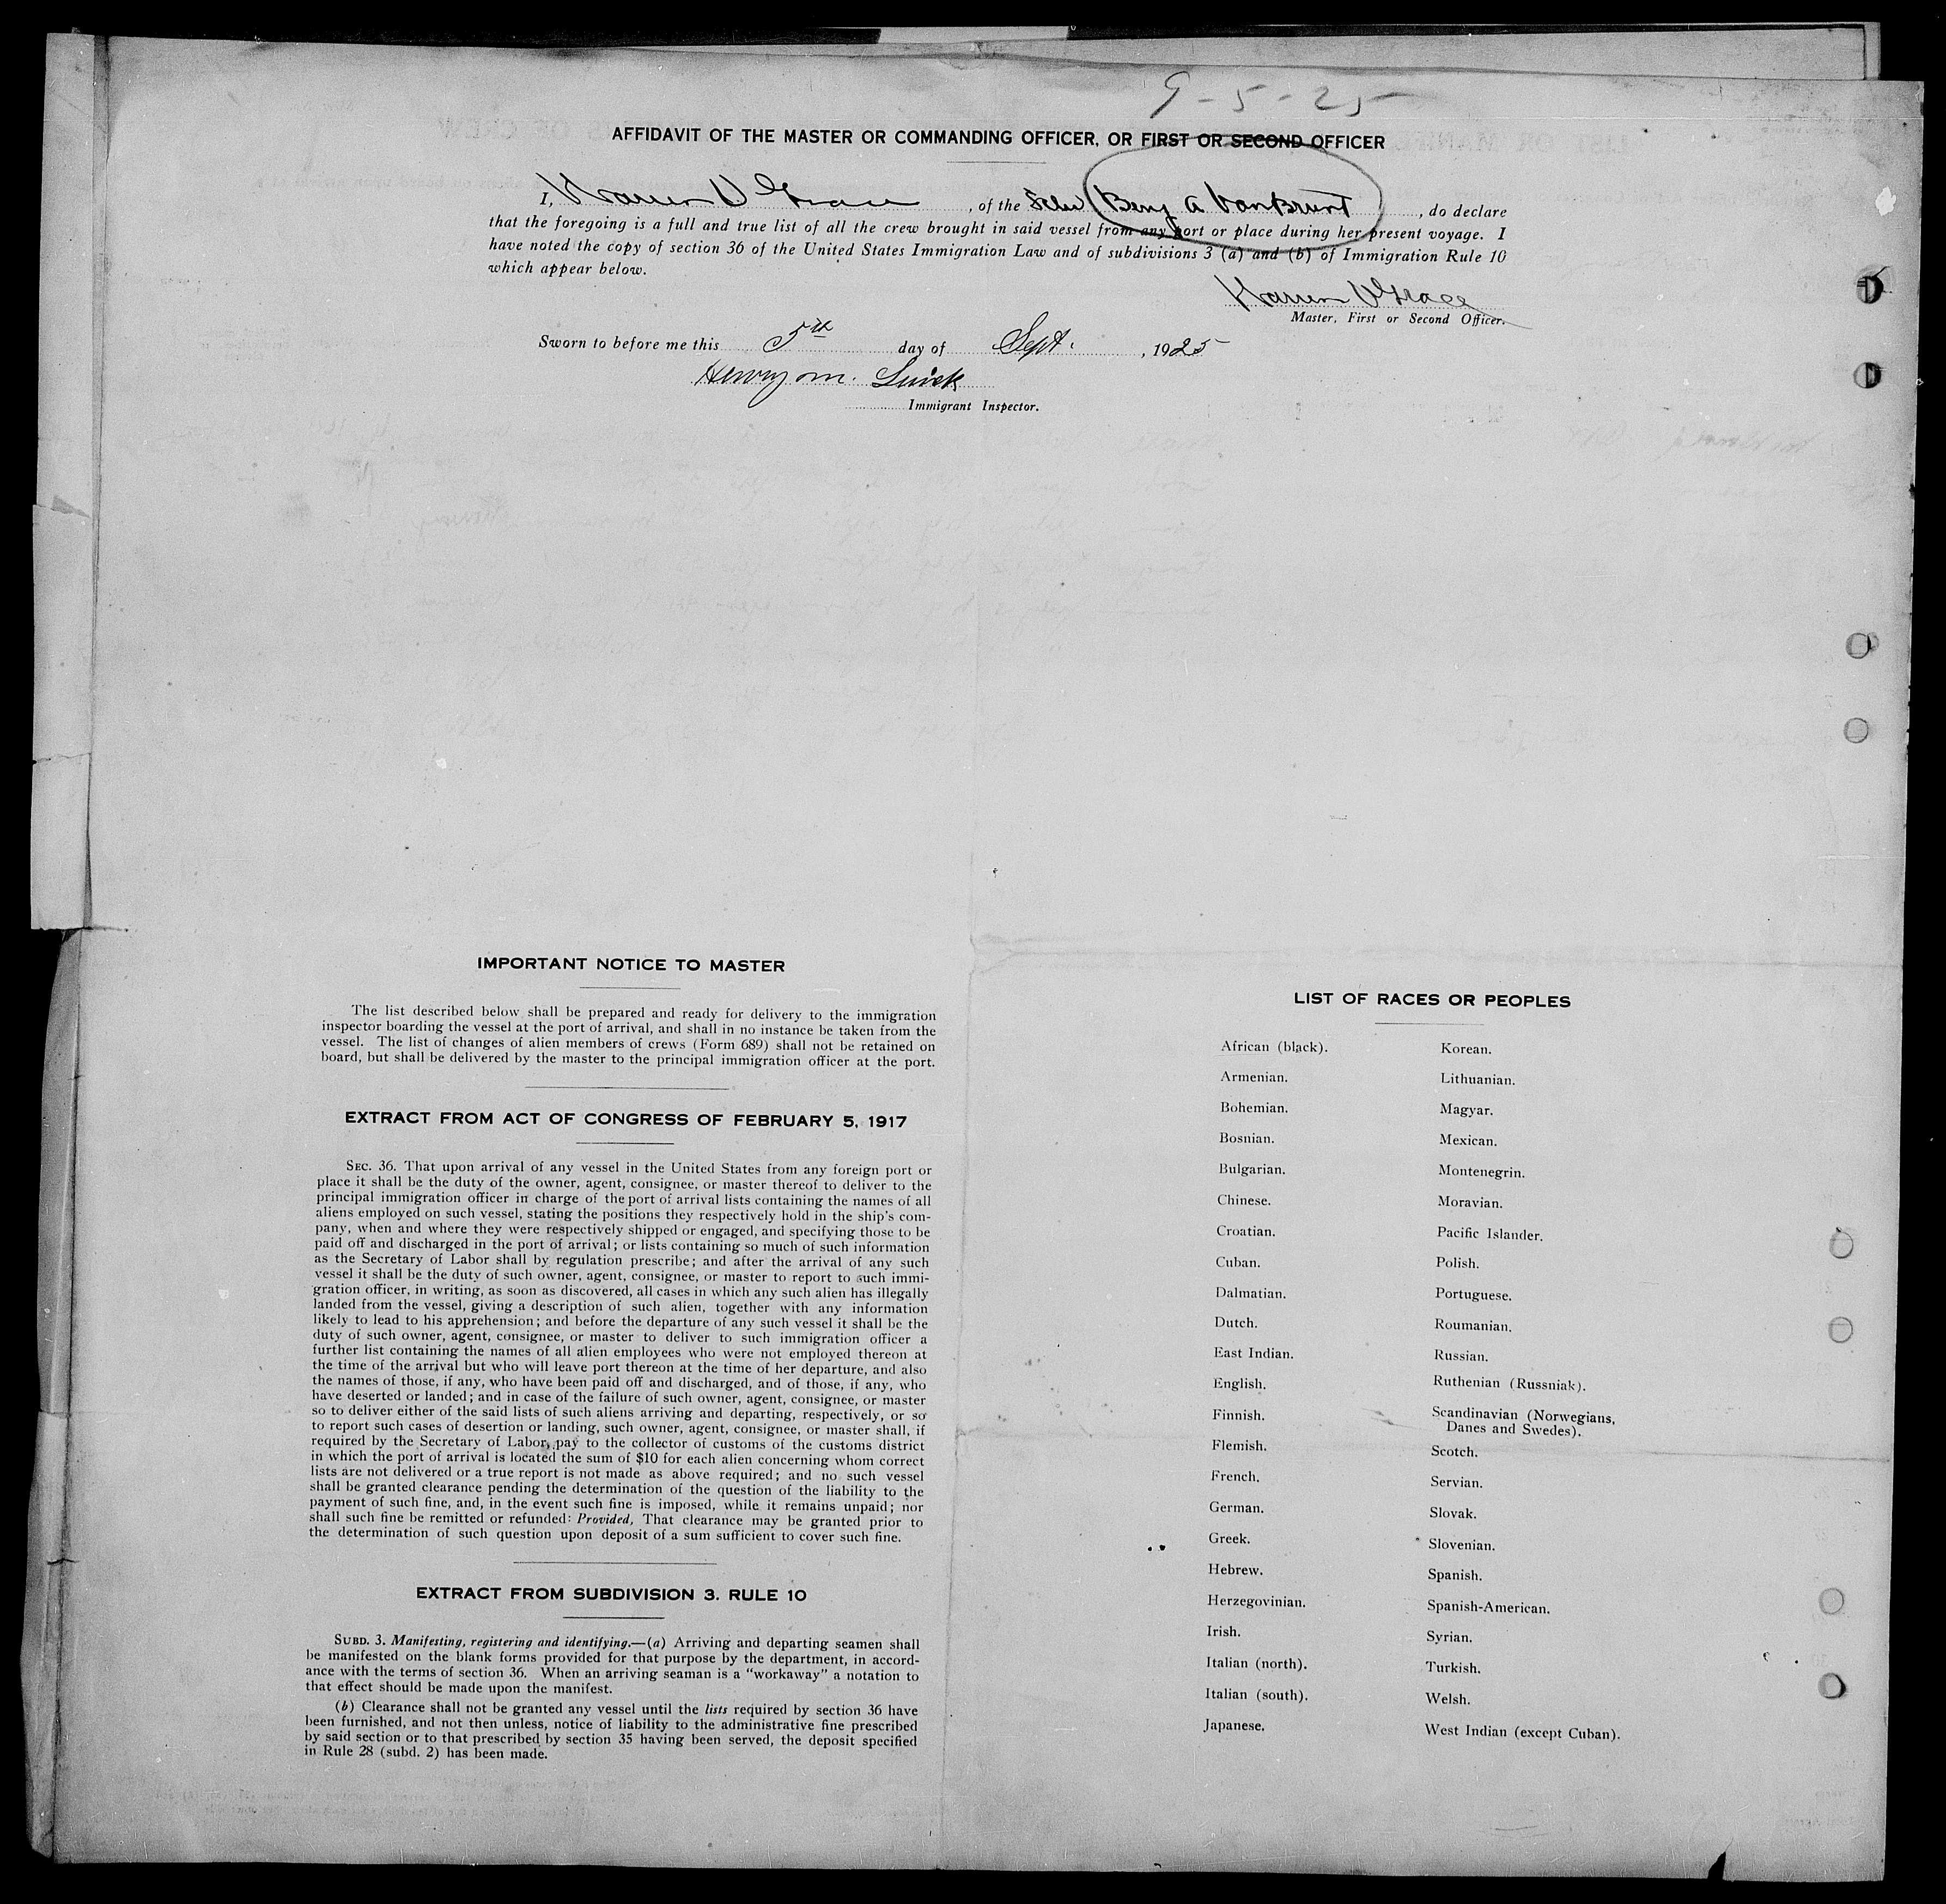 9-5-25
AFFIDAVIT OF THE MASTER OR COMMANDING OFFICER, OR FIRST OR SECOND OFFICER
I, Warren V Grace, of the Schr Benj A VanBrunt, do declare
that the foregoing is a full and true list of all the crew brought in said vessel from any port or place during her present voyage. I
have noted the copy of section 36 of the United States Immigration Law and of subdivisions 3 (a) and (b) of Immigration Rule 10
which appear below.
Warren V Grace
Master, First or Second Officer.
Sworn to before me this 5th day of Sept., 1925
Henry M.
Immigrant Inspector.
IMPORTANT NOTICE TO MASTER
The list described below shall be prepared and ready for delivery to the immigration
inspector boarding the vessel at the port of arrival, and shall in no instance be taken from the
vessel. The list of changes of alien members of crews (Form 689) shall not be retained on
board, but shall be delivered by the master to the principal immigration officer at the port.
EXTRACT FROM ACT OF CONGRESS OF FEBRUARY 5, 1917
SEC. 36. That upon arrival of any vessel in the United States from any foreign port or
place it shall be the duty of the owner, agent, consignee, or master thereof to deliver to the
principal immigration officer in charge of the port of arrival lists containing the names of all
aliens employed on such vessel, stating the positions they respectively hold in the ship's com-
pany, when and where they were respectively shipped or engaged, and specifying those to be
paid off and discharged in the port of arrival; or lists containing so much of such information
as the Secretary of Labor shall by regulation prescribe; and after the arrival of any such
vessel it shall be the duty of such owner, agent, consignee, or master to report to such immi-
gration officer, in writing, as soon as discovered, all cases in which any such alien has illegally
landed from the vessel, giving a description of such alien, together with any information
likely to lead to his apprehension; and before the departure of any such vessel it shall be the
duty of such owner, agent, consignee, or master to deliver to such immigration officer a
further list containing the names of all alien employees who were not employed thereon at
the time of the arrival but who will leave port thereon at the time of her departure, and also
the names of those, if any, who have been paid off and discharged, and of those, if any, who
have deserted or landed; and in case of the failure of such owner, agent, consignee, or master
so to deliver either of the said lists of such aliens arriving and departing, respectively, or so
to report such cases of desertion or landing, such owner, agent, consignee, or master shall, if
required by the Secretary of Labor, pay to the collector of customs of the customs district
in which the port of arrival is located the sum of $10 for each alien concerning whom correct
lists are not delivered or a true report is not made as above required; and no such vessel
shall be granted clearance pending the determination of the question of the liability to the
payment of such fine, and, in the event such fine is imposed, while it remains unpaid; nor
shall such fine be remitted or refunded: Provided, That clearance may be granted prior to
the determination of such question upon deposit of a sum sufficient to cover such fine.
EXTRACT FROM SUBDIVISION 3. RULE 10
SUBD. 3. Manifesting, registering and identifying.—(a) Arriving and departing seamen shall
be manifested on the blank forms provided for that purpose by the department, in accord-
ance with the terms of section 36. When an arriving seaman is a "workaway" a notation to
that effect should be made upon the manifest.
(b) Clearance shall not be granted any vessel until the lists required by section 36 have
been furnished, and not then unless, notice of liability to the administrative fine prescribed
by said section or to that prescribed by section 35 having been served, the deposit specified
in Rule 28 (subd. 2) has been made.
LIST OF RACES OR PEOPLES
African (black).
Armenian.
Bohemian.
Bosnian.
Bulgarian.
Chinese.
Croatian.
Cuban.
Dalmatian.
Dutch.
East Indian.
English.
Finnish.
Flemish.
French.
German.
Greek.
Hebrew.
Herzegovinian.
Irish.
Italian (north).
Italian (south).
Japanese.
Korean.
Lithuanian.
Magyar.
Mexican.
Montenegrin.
Moravian.
Pacific Islander.
Polish.
Portuguese.
Roumanian.
Russian.
Ruthenian (Russniak).
Scandinavian (Norwegians,
Danes and Swedes).
Scotch.
Servian.
Slovak.
Slovenian.
Spanish.
Spanish-American.
Syrian.
Turkish.
Welsh.
West Indian (except Cuban).